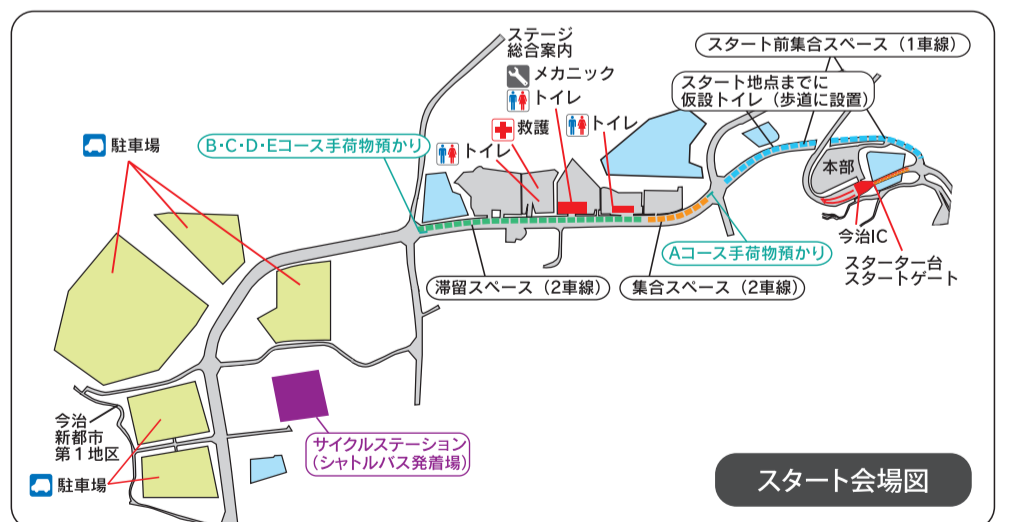 ステージ
総合案内
メカニック
トイレ
救護
トイレ
トイレ
スタート前集合スペース（1車線）
スタート地点までに
仮設トイレ（歩道に設置）
駐車場
B・C・D・Eコース手荷物預かり
本部
今治IC
スターター台
スタートゲート
Aコース手荷物預かり
滞留スペース（2車線）
集合スペース（2車線）
今治
新都市
第１地区
駐車場
サイクルステーション
（シャトルバス発着場）
スタート会場図